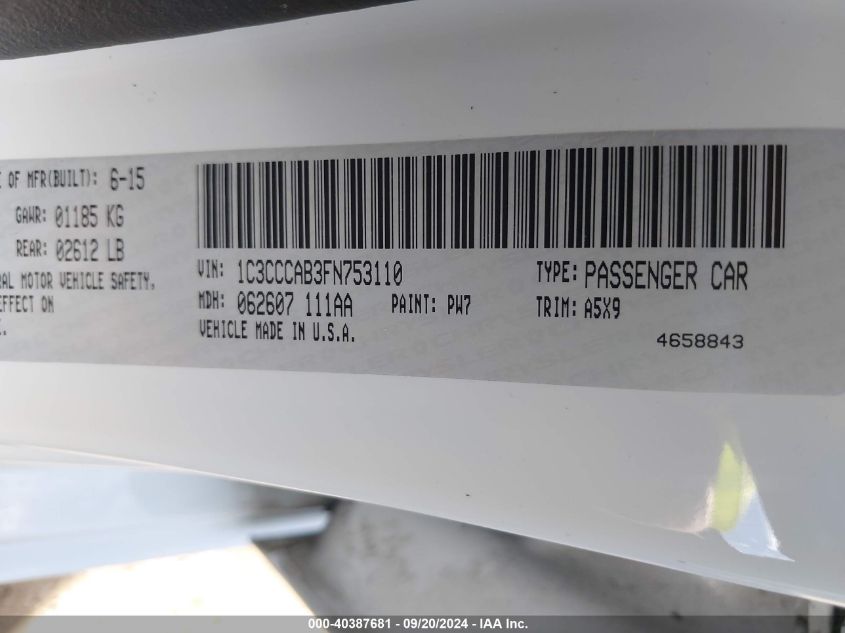 E OF MFR(BUILT): 6-15
GAWR: 01185 KG
REAR: 02612 LB
RAL MOTOR VEHICLE SAFETY,
EFFECT ON
E.
VIN: 1C3CCCAB3FN753110
TYPE: PASSENGER CAR
MDH: 062607 111AA PAINT: PW7 TRIM: A5X9
VEHICLE MADE IN U.S.A.
4658843
000-40387681 - 09/20/2024 - IAA Inc.